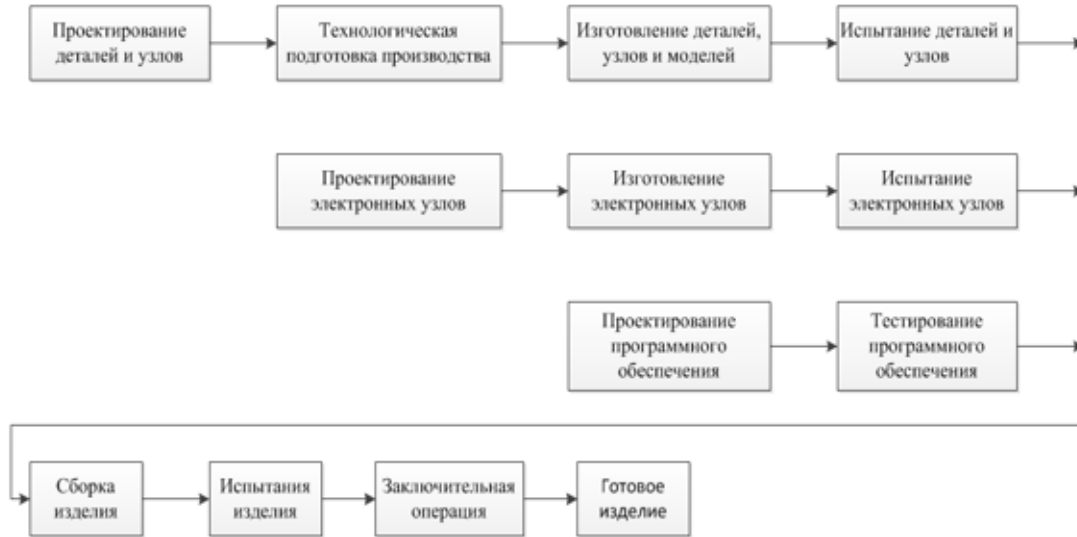 Проектирование
деталей и узлов
Технологическая
подготовка производства
Изготовление деталей,
узлов и моделей
Испытание деталей и
узлов
Проектирование
электронных узлов
Изготовление
электронных узлов
Испытание
электронных узлов
Проектирование
программного
обеспечения
Тестирование
программного
обеспечения
Сборка
изделия
Испытания
изделия
Заключительная
операция
Готовое
изделие